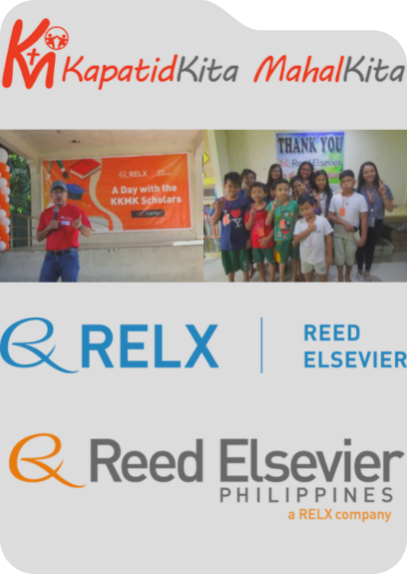 KapatidKita MahalKita
RELX
A Day with the
KKMK Scholars
THANK YOU
Reed Elsevier
RELX
REED
ELSEVIER
Reed Elsevier
PHILIPPINES
a RELX company